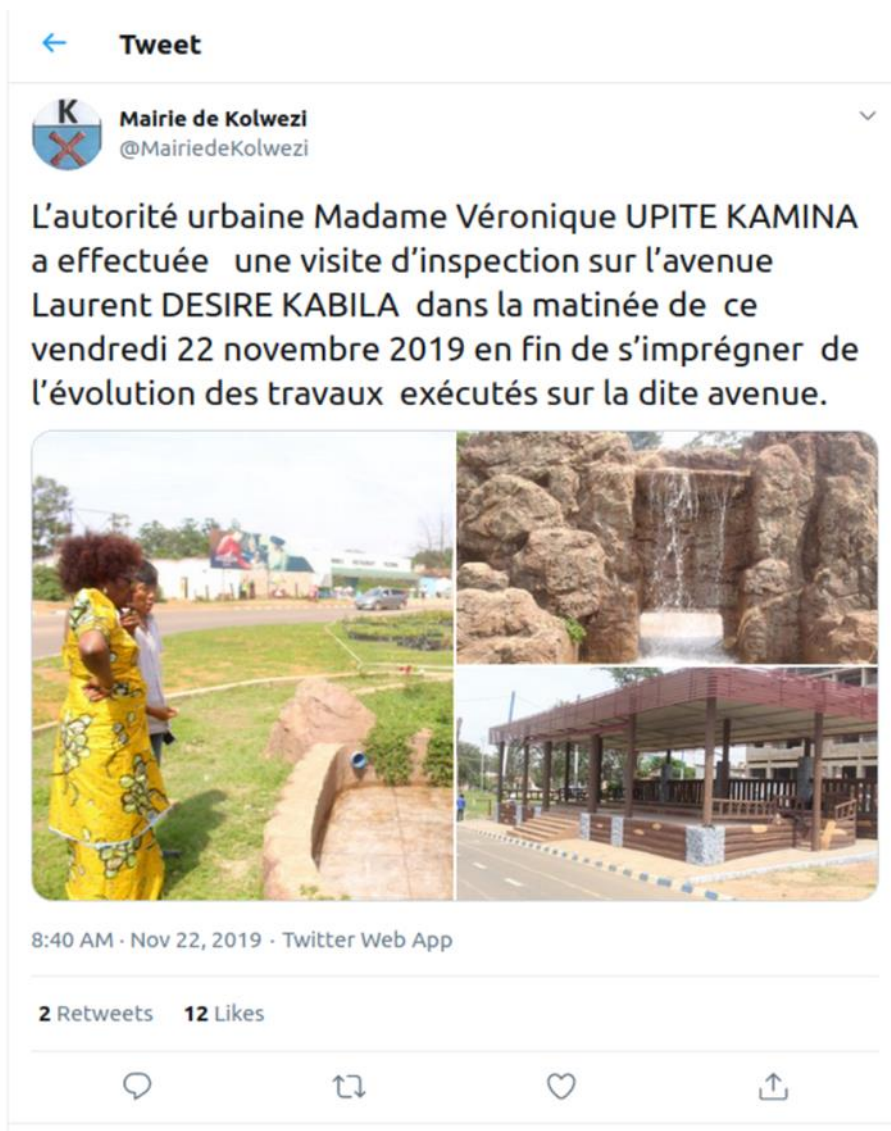 Tweet
K
Mairie de Kolwezi
@MairiedeKolwezi
L'autorité urbaine Madame Véronique UPITE KAMINA
a effectuée une visite d'inspection sur l'avenue
Laurent DESIRE KABILA dans la matinée de ce
vendredi 22 novembre 2019 en fin de s'imprégner de
l'évolution des travaux exécutés sur la dite avenue.
8:40 AM · Nov 22, 2019 · Twitter Web App
2 Retweets 12 Likes